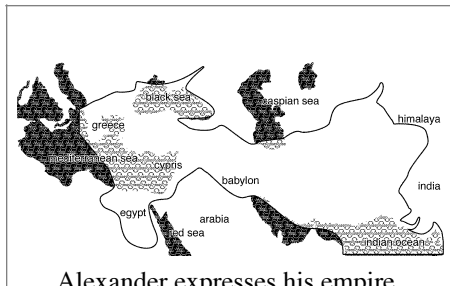 black sea
caspian sea
himalaya
greece
mediterranean sea
cypris
babylon
india
egypt
arabia
red sea
indian ocean
Alexander expresses his empire